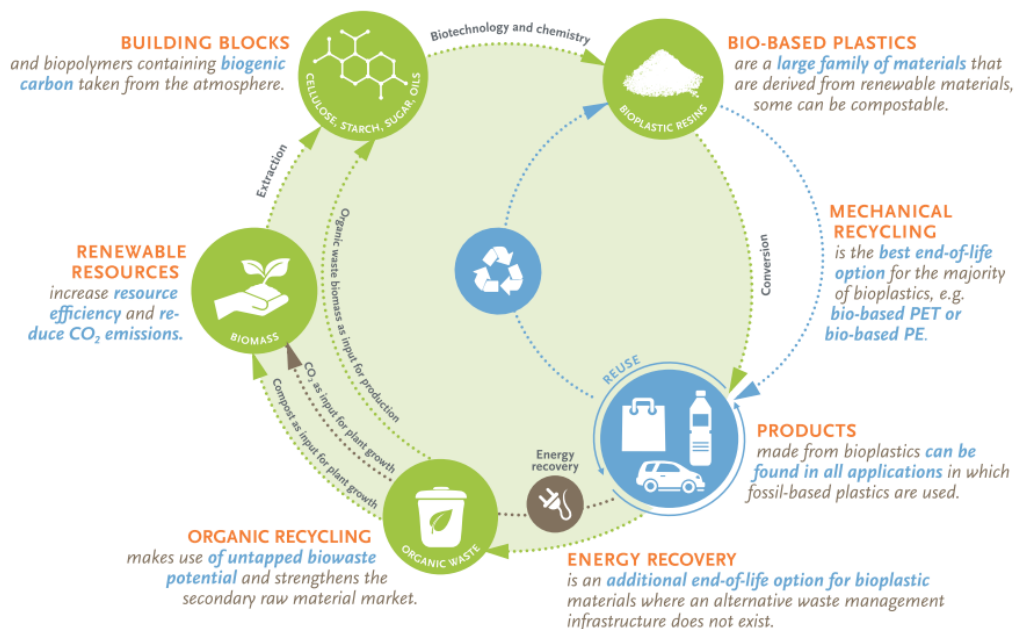 BUILDING BLOCKS
and biopolymers containing biogenic
carbon taken from the atmosphere.
CELLULOSE, STARCH, SUGAR, OILS
Biotechnology and chemistry
BIOPLASTIC RESINS
BIO-BASED PLASTICS
are a large family of materials that
are derived from renewable materials,
some can be compostable.
Extraction
RENEWABLE
RESOURCES
increase resource
efficiency and re-
duce CO₂ emissions.
BIOMASS
Organic waste biomass as input for production
CO₂ as input for plant growth
Compost as input for plant growth
Conversion
MECHANICAL
RECYCLING
is the best end-of-life
option for the majority
of bioplastics, e.g.
bio-based PET or
bio-based PE.
REUSE
PRODUCTS
made from bioplastics can be
found in all applications in which
fossil-based plastics are used.
Energy
recovery
ORGANIC WASTE
ORGANIC RECYCLING
makes use of untapped biowaste
potential and strengthens the
secondary raw material market.
ENERGY RECOVERY
is an additional end-of-life option for bioplastic
materials where an alternative waste management
infrastructure does not exist.